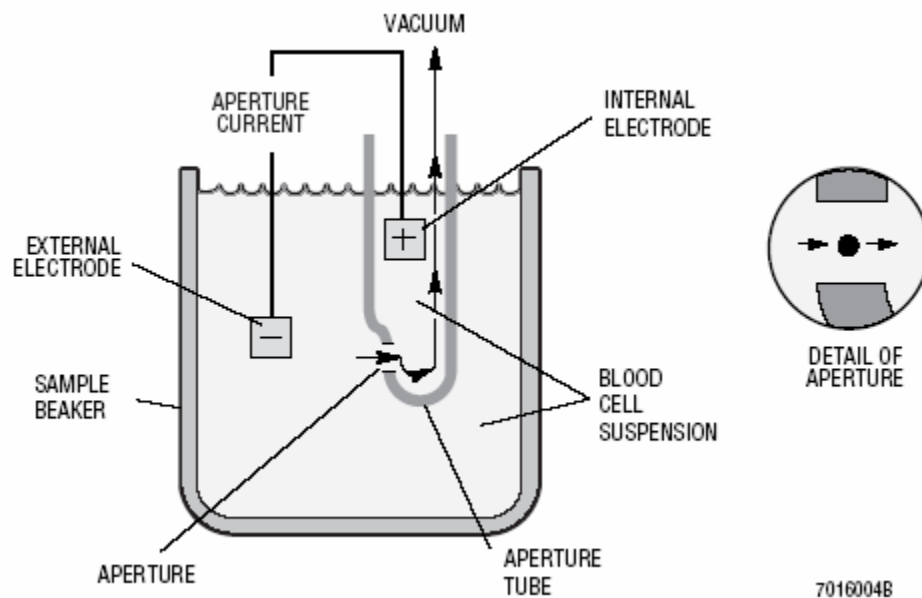 VACUUM
APERTURE
CURRENT
INTERNAL
ELECTRODE
+
EXTERNAL
ELECTRODE
−
DETAIL OF
APERTURE
SAMPLE
BEAKER
BLOOD
CELL
SUSPENSION
APERTURE
APERTURE
TUBE
7016004B